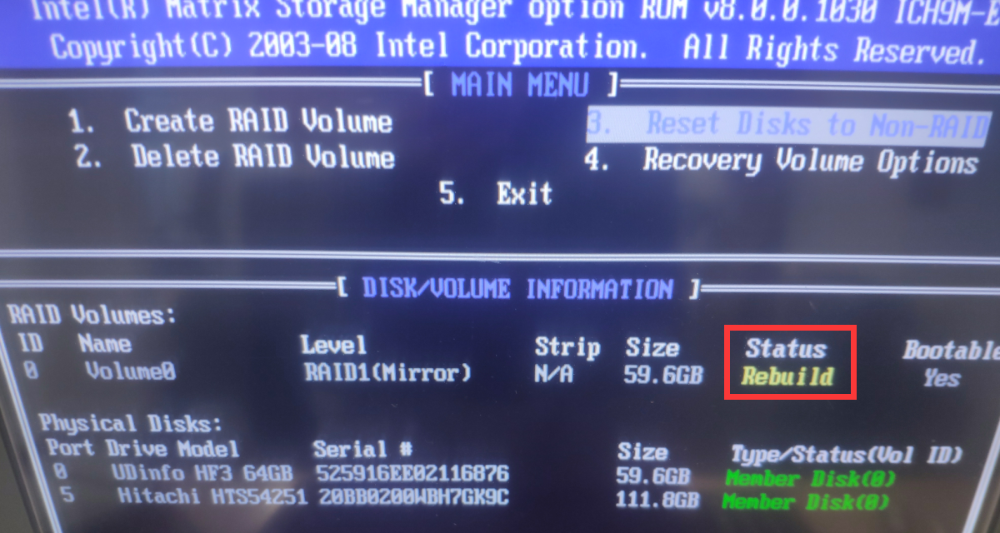 Intel(R) Matrix Storage Manager option ROM v8.0.0.1030 ICH9M-E
Copyright(C) 2003-08 Intel Corporation. All Rights Reserved.
[ MAIN MENU ]
1. Create RAID Volume 3. Reset Disks to Non-RAID
2. Delete RAID Volume 4. Recovery Volume Options
5. Exit
[ DISK/VOLUME INFORMATION ]
RAID Volumes:
ID Name Level Strip Size Status Bootable
0 Volume0 RAID1(Mirror) N/A 59.6GB Rebuild Yes
Physical Disks:
Port Drive Model Serial # Size Type/Status(Vol ID)
0 UDinfo HF3 64GB 525916EE02116876 59.6GB Member Disk(0)
5 Hitachi HTS54251 20BB0200WBH7GK9C 111.8GB Member Disk(0)